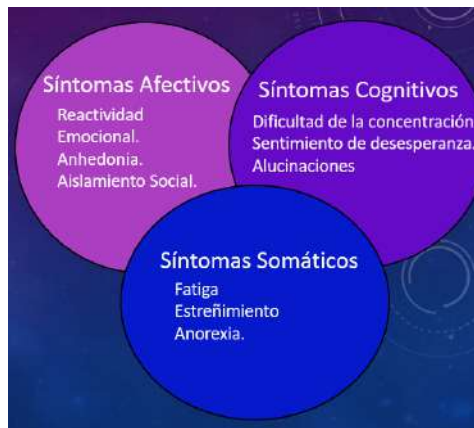 Síntomas Afectivos
Reactividad
Emocional.
Anhedonia.
Aislamiento Social.
Síntomas Cognitivos
Dificultad de la concentración
Sentimiento de desesperanza.
Alucinaciones
Síntomas Somáticos
Fatiga
Estreñimiento
Anorexia.